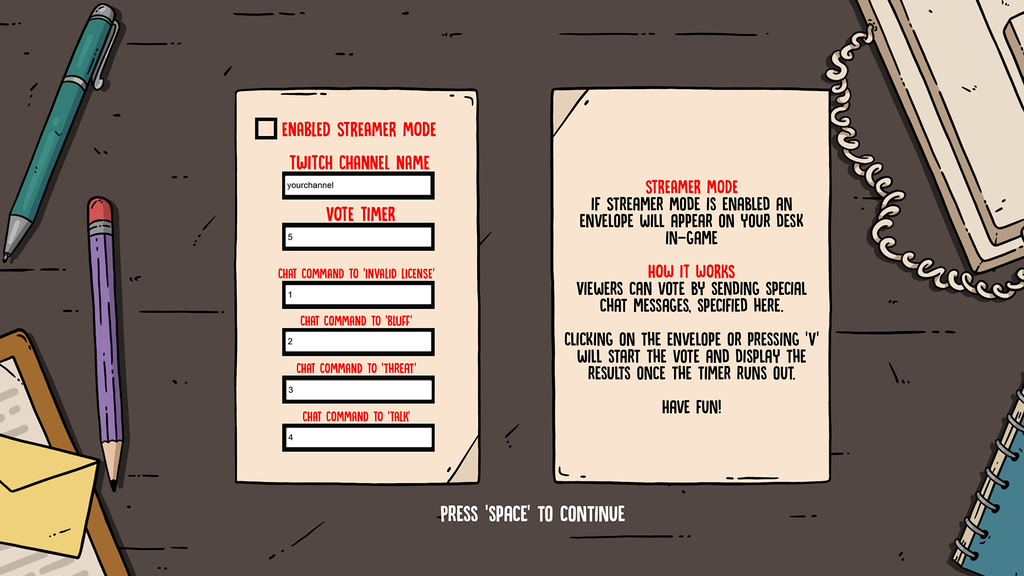 ENABLED STREAMER MODE
TWITCH CHANNEL NAME
yourchannel
VOTE TIMER
5
CHAT COMMAND TO 'INVALID LICENSE'
1
CHAT COMMAND TO 'BLUFF'
2
CHAT COMMAND TO 'THREAT'
3
CHAT COMMAND TO 'TALK'
4
STREAMER MODE
IF STREAMER MODE IS ENABLED AN
ENVELOPE WILL APPEAR ON YOUR DESK
IN-GAME
HOW IT WORKS
VIEWERS CAN VOTE BY SENDING SPECIAL
CHAT MESSAGES, SPECIFIED HERE.
CLICKING ON THE ENVELOPE OR PRESSING 'V'
WILL START THE VOTE AND DISPLAY THE
RESULTS ONCE THE TIMER RUNS OUT.
HAVE FUN!
PRESS 'SPACE' TO CONTINUE